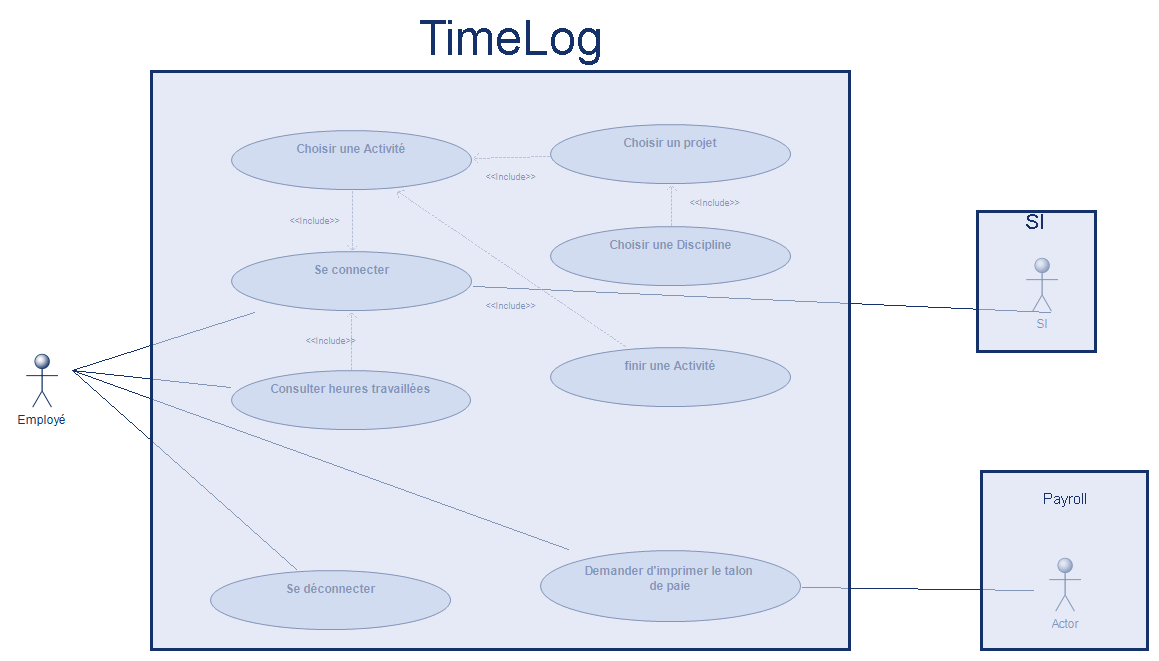 TimeLog
Choisir une Activité
Choisir un projet
<<Include>>
<<Include>>
<<Include>>
Choisir une Discipline
SI
Se connecter
<<Include>>
SI
<<Include>>
finir une Activité
Consulter heures travaillées
Employé
Payroll
Demander d'imprimer le talon
de paie
Se déconnecter
Actor